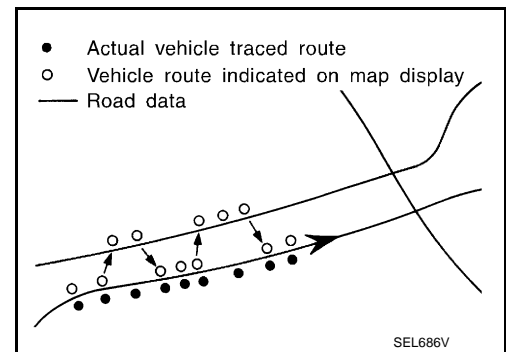 Actual vehicle traced route
Vehicle route indicated on map display
Road data
SEL686V